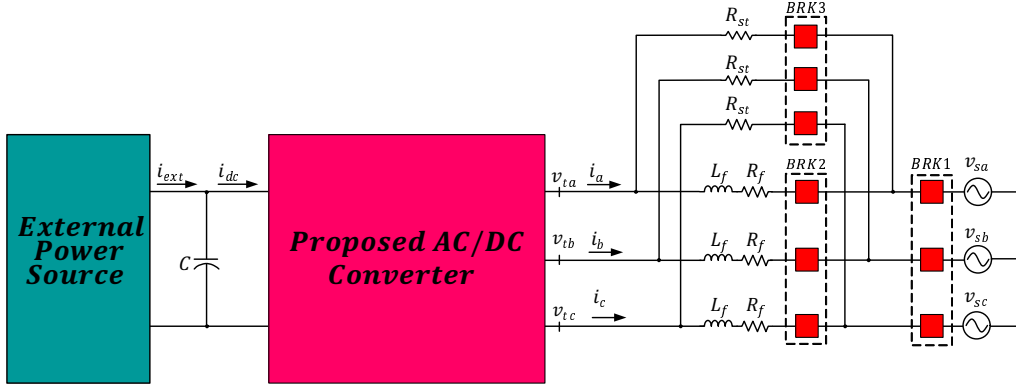 BRK3
R_st
R_st
R_st
i_ext
i_dc
v_ta
i_a
L_f
R_f
BRK2
BRK1
v_sa
External
Power
Source
C
Proposed AC/DC
Converter
v_tb
i_b
L_f
R_f
v_sb
v_tc
i_c
L_f
R_f
v_sc